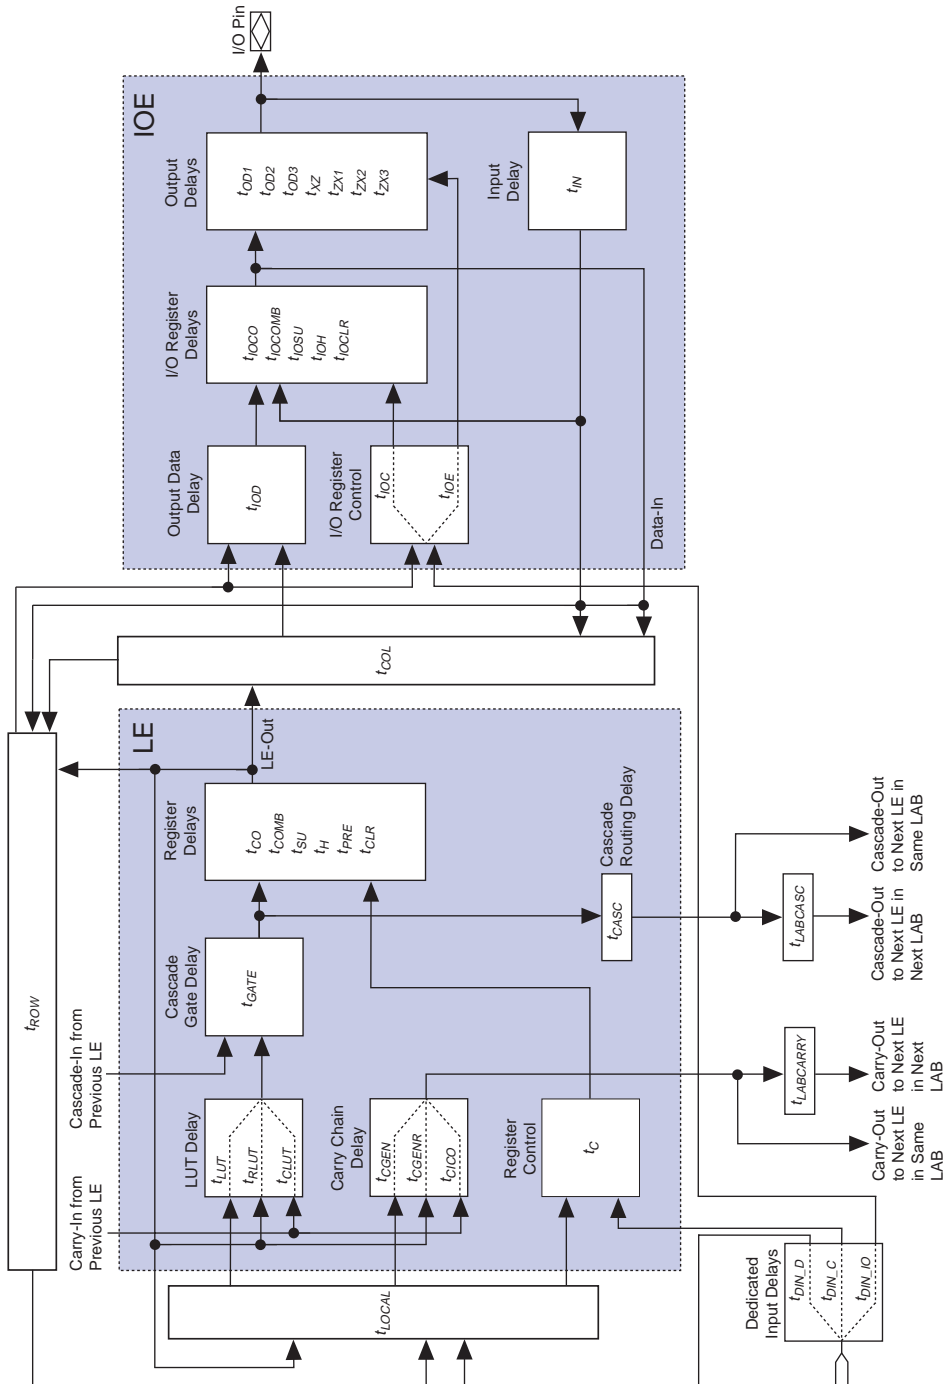 I/O Pin
IOE
Output
Delays
tOD1
tOD2
tOD3
tXZ
tZX1
tZX2
tZX3
Input
Delay
tIN
I/O Register
Delays
tIOCO
tIOCOMB
tIOSU
tIOH
tIOCLR
Output Data
Delay
tIOD
I/O Register
Control
tIOC
tIOE
Data-In
tCOL
tROW
LE
LE-Out
Register
Delays
tCO
tCOMB
tSU
tH
tPRE
tCLR
Cascade
Routing Delay
tCASC
Cascade
Gate Delay
tGATE
Cascade-In from
Previous LE
Carry-In from
Previous LE
LUT Delay
tLUT
tRLUT
tCLUT
Carry Chain
Delay
tCGEN
tCGENR
tCICO
Register
Control
tC
tLOCAL
tLABCASC
tLABCARRY
Cascade-Out
to Next LE in
Same LAB
Cascade-Out
to Next LE in
Next LAB
Carry-Out
to Next LE
in Next
LAB
Carry-Out
to Next LE
in Same
LAB
Dedicated
Input Delays
tDIN_D
tDIN_C
tDIN_IO